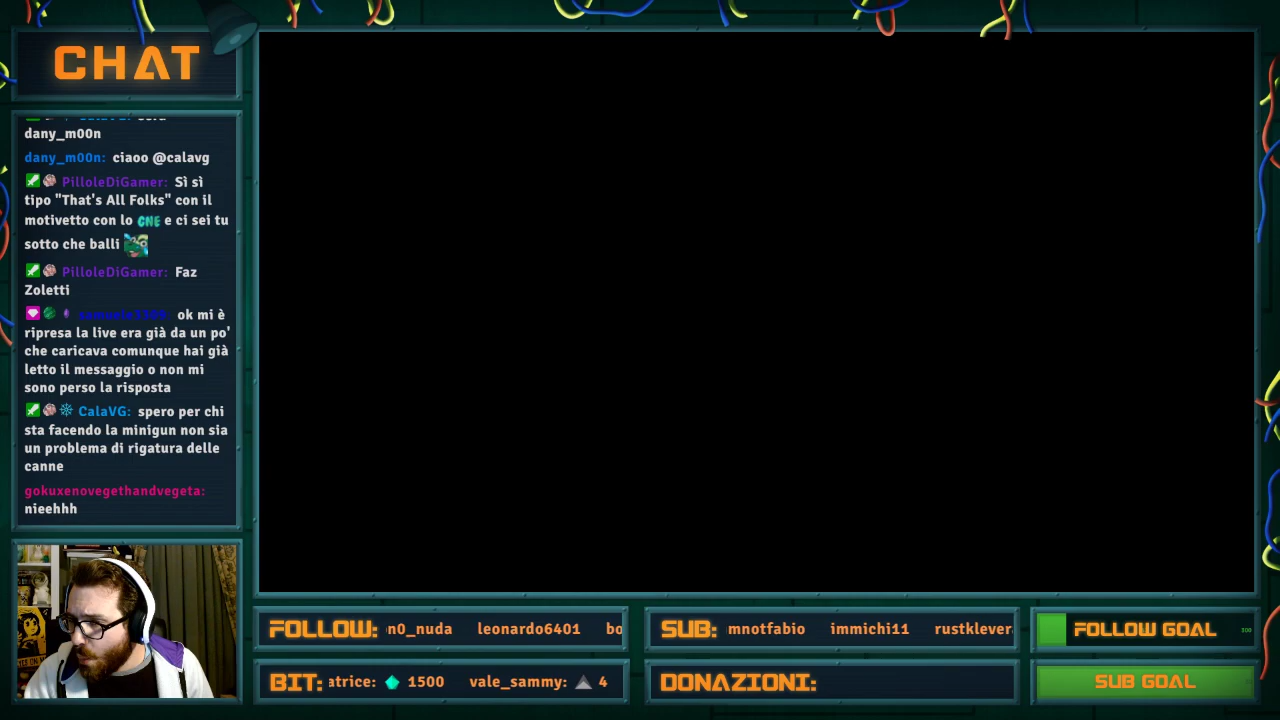 CHAT
dany_m00n
dany_m00n: ciaoo @calavg
PilloleDiGamer: Sì sì
tipo "That's All Folks" con il
motivetto con lo GNE e ci sei tu
sotto che balli
PilloleDiGamer: Faz
Zoletti
ok mi è
ripresa la live era già da un po'
che caricava comunque hai già
letto il messaggio o non mi
sono perso la risposta
CalaVG: spero per chi
sta facendo la minigun non sia
un problema di rigatura delle
canne
gokuxenovegethandvegeta:
nieehhh
FOLLOW: n0_nuda leonardo6401 bo
SUB: mnotfabio immichi11 rustklever
FOLLOW GOAL
BIT: atrice: 1500 vale_sammy: 4
DONAZIONI:
SUB GOAL